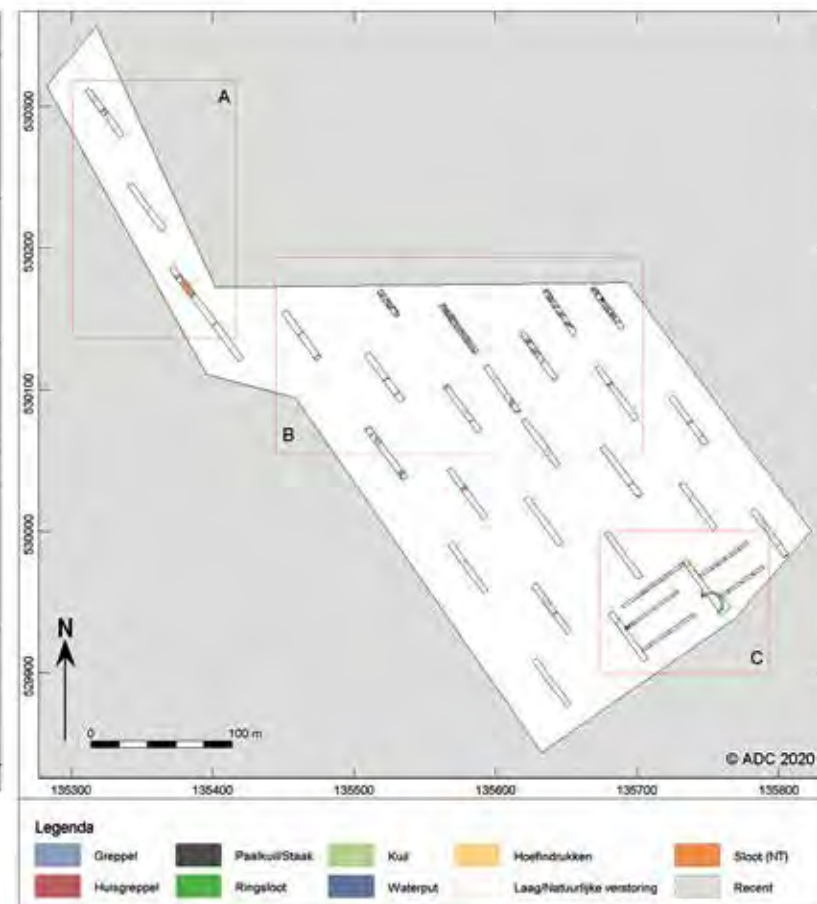 A
B
C
N
0 100 m
© ADC 2020
530300
530200
530100
530000
529900
135300 135400 135500 135600 135700 135800
Legenda
Greppel Paalkuil/Staak Kuil Hoefindrukken Sloot (NT)
Huisgreppel Ringsloot Waterput Laag/Natuurlijke verstoring Recent